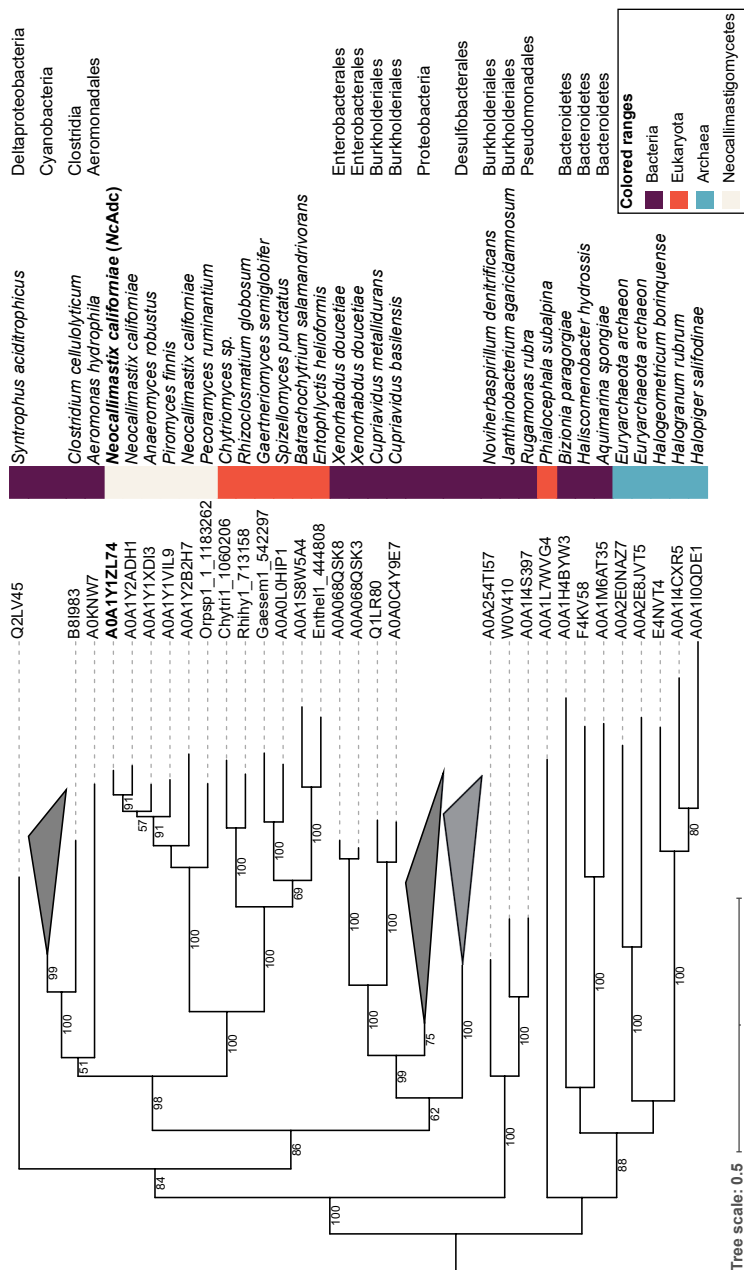 Q2LV45 Syntrophus aciditrophicus Deltaproteobacteria
Cyanobacteria
B8I983 Clostridium cellulolyticum Clostridia
A0KNW7 Aeromonas hydrophila Aeromonadales
A0A1Y1ZL74 Neocallimastix californiae (NcAdc)
A0A1Y2ADH1 Neocallimastix californiae
A0A1Y1XDI3 Anaeromyces robustus
A0A1Y1VIL9 Piromyces finnis
A0A1Y2B2H7 Neocallimastix californiae
Orpsp1_1_1183262 Pecoramyces ruminantium
Chytri1_1060206 Chytriomyces sp.
Rhihy1_713158 Rhizoclosmatium globosum
Gaesem1_542297 Gaertneriomyces semiglobifer
A0A0L0HIP1 Spizellomyces punctatus
A0A1S8W5A4 Batrachochytrium salamandrivorans
Enthel1_444808 Entophlyctis helioformis
A0A068QSK8 Xenorhabdus doucetiae Enterobacterales
A0A068QSK3 Xenorhabdus doucetiae Enterobacterales
Q1LR80 Cupriavidus metallidurans Burkholderiales
A0A0C4Y9E7 Cupriavidus basilensis Burkholderiales
Proteobacteria
Desulfobacterales
A0A254TI57 Noviherbaspirillum denitrificans Burkholderiales
W0V410 Janthinobacterium agaricidamnosum Burkholderiales
A0A1I4S397 Rugamonas rubra Pseudomonadales
A0A1L7WVG4 Phialocephala subalpina
A0A1H4BYW3 Bizionia paragorgiae Bacteroidetes
F4KV58 Haliscomenobacter hydrossis Bacteroidetes
A0A1M6AT35 Aquimarina spongiae Bacteroidetes
A0A2E0NAZ7 Euryarchaeota archaeon
A0A2E8JVT5 Euryarchaeota archaeon
E4NVT4 Halogeometricum borinquense
A0A1I4CXR5 Halogranum rubrum
A0A1I0QDE1 Halopiger salifodinae
99
100
51
91
57
98
91
84
100
100
100
100
100
86
69
100
100
100
100
100
99
75
62
100
100
100
100
88
100
100
80
Colored ranges
Bacteria
Eukaryota
Archaea
Neocallimastigomycetes
Tree scale: 0.5